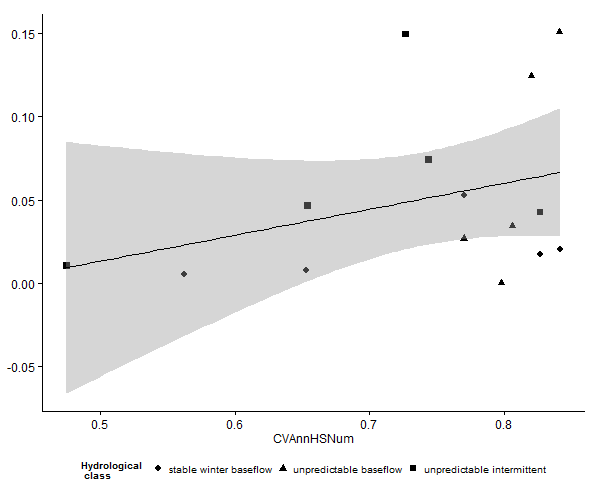 0.15
0.10
0.05
0.00
-0.05
0.5 0.6 0.7 0.8
CVAnnHSNum
Hydrological
class
stable winter baseflow unpredictable baseflow unpredictable intermittent